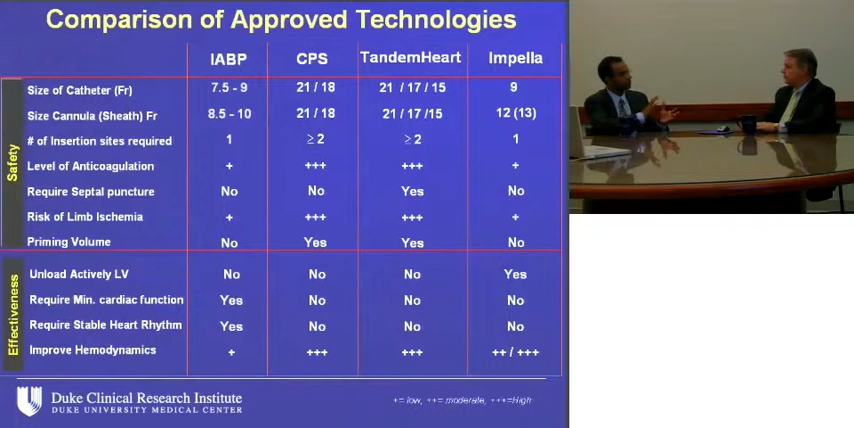 Comparison of Approved Technologies
IABP CPS TandemHeart Impella
Safety
Size of Catheter (Fr) 7.5 - 9 21 / 18 21 / 17 / 15 9
Size Cannula (Sheath) Fr 8.5 - 10 21 / 18 21 / 17 /15 12 (13)
# of Insertion sites required 1 ≥ 2 ≥ 2 1
Level of Anticoagulation + +++ +++ +
Require Septal puncture No No Yes No
Risk of Limb Ischemia + +++ +++ +
Priming Volume No Yes Yes No
Effectiveness
Unload Actively LV No No No Yes
Require Min. cardiac function Yes No No No
Require Stable Heart Rhythm Yes No No No
Improve Hemodynamics + +++ +++ ++ / +++
Duke Clinical Research Institute
DUKE UNIVERSITY MEDICAL CENTER
+= low, ++= moderate, +++=High